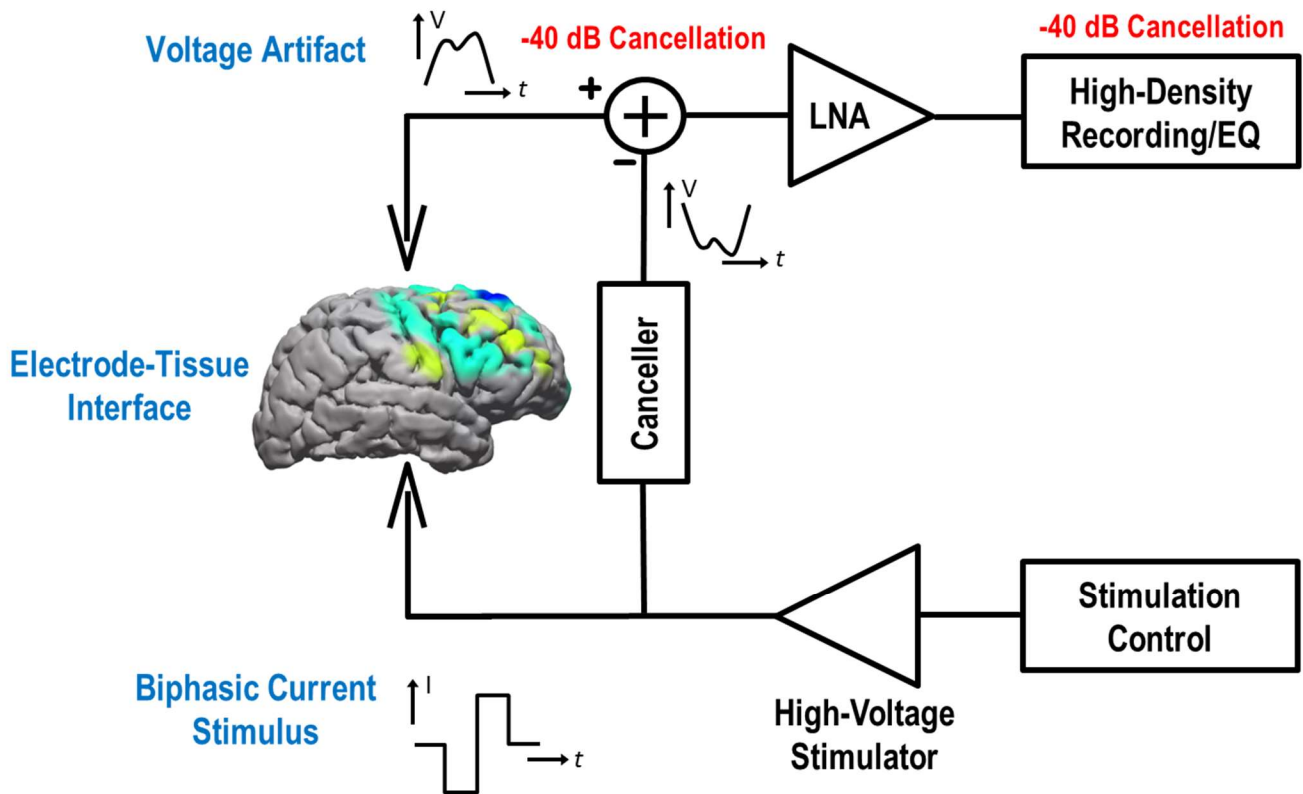 Voltage Artifact
V
t
-40 dB Cancellation
-40 dB Cancellation
+
+
−
LNA
High-Density
Recording/EQ
V
t
Electrode-Tissue
Interface
Canceller
Stimulation
Control
Biphasic Current
Stimulus
I
t
High-Voltage
Stimulator